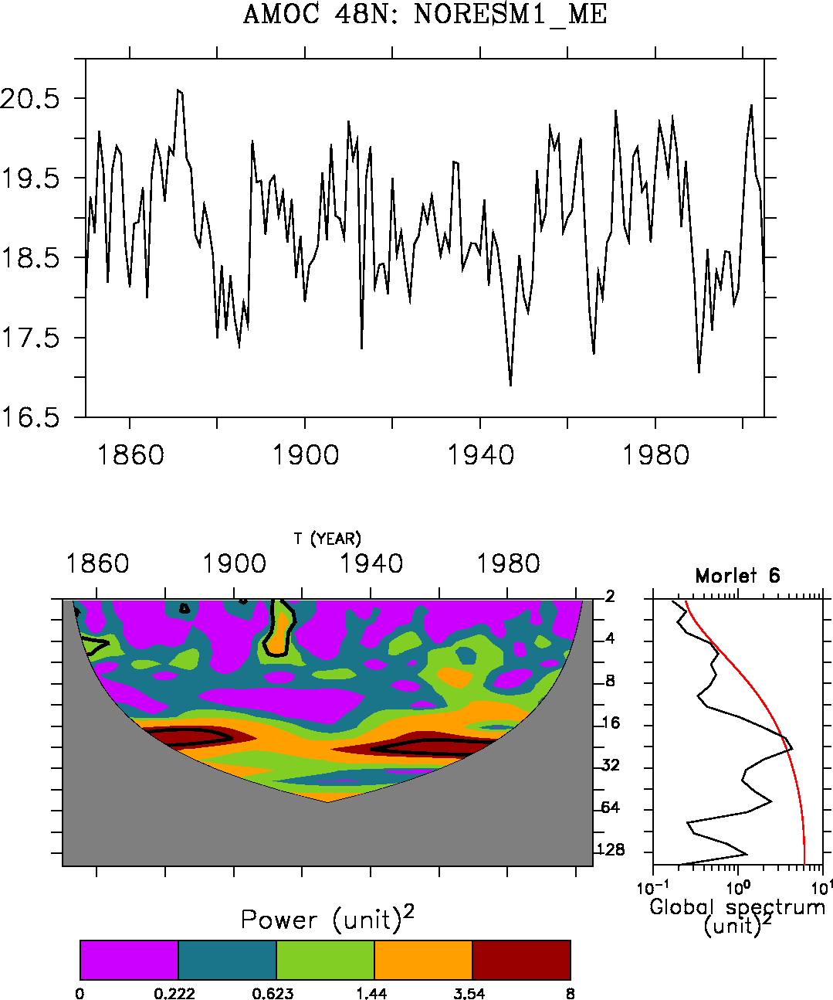 AMOC 48N: NORESM1_ME
20.5
19.5
18.5
17.5
16.5
1860 1900 1940 1980
T (YEAR)
1860 1900 1940 1980
Morlet 6
2
4
8
16
32
64
128
10⁻¹ 10⁰ 10¹
Global spectrum
(unit)²
Power (unit)²
0 0.222 0.623 1.44 3.54 8